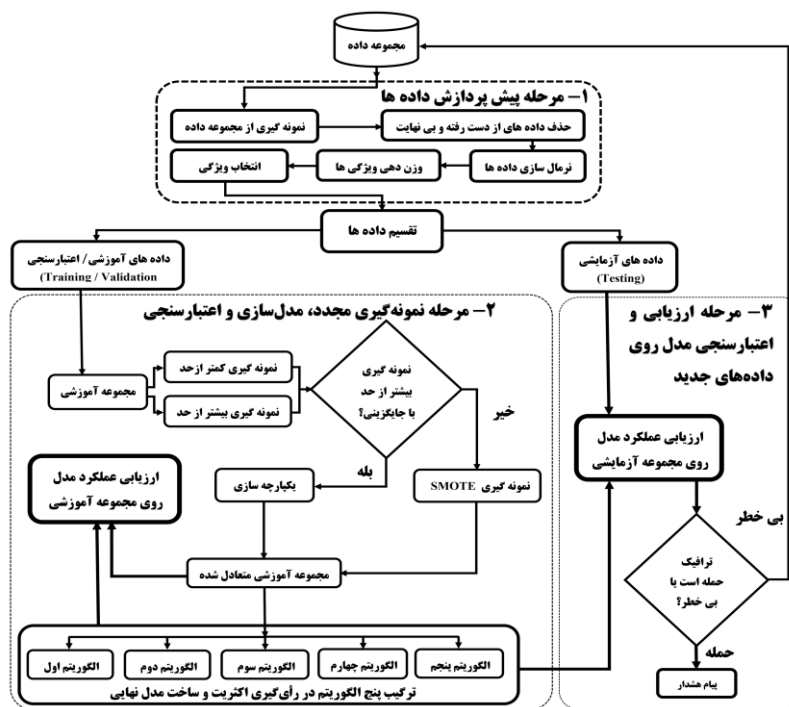 مجموعه داده
۱- مرحله پیش پردازش داده ها
نمونه گیری از مجموعه داده
حذف داده های از دست رفته و بی نهایت
نرمال سازی داده ها
وزن دهی ویژگی ها
انتخاب ویژگی
تقسیم داده ها
داده های آموزشی / اعتبارسنجی
(Training / Validation
داده های آزمایشی
(Testing)
۲- مرحله نمونه‌گیری مجدد، مدل‌سازی و اعتبارسنجی
مجموعه آموزشی
نمونه گیری کمتر از حد
نمونه گیری بیشتر از حد
نمونه گیری
بیشتر از حد
با جایگزینی؟
خیر
بله
نمونه گیری SMOTE
یکپارچه سازی
ارزیابی عملکرد مدل
روی مجموعه آموزشی
مجموعه آموزشی متعادل شده
الگوریتم اول
الگوریتم دوم
الگوریتم سوم
الگوریتم چهارم
الگوریتم پنجم
ترکیب پنج الگوریتم در رأی‌گیری اکثریت و ساخت مدل نهایی
۳- مرحله ارزیابی و
اعتبارسنجی مدل روی
داده‌های جدید
ارزیابی عملکرد مدل
روی مجموعه آزمایشی
بی خطر
ترافیک
حمله است یا
بی خطر؟
حمله
پیام هشدار